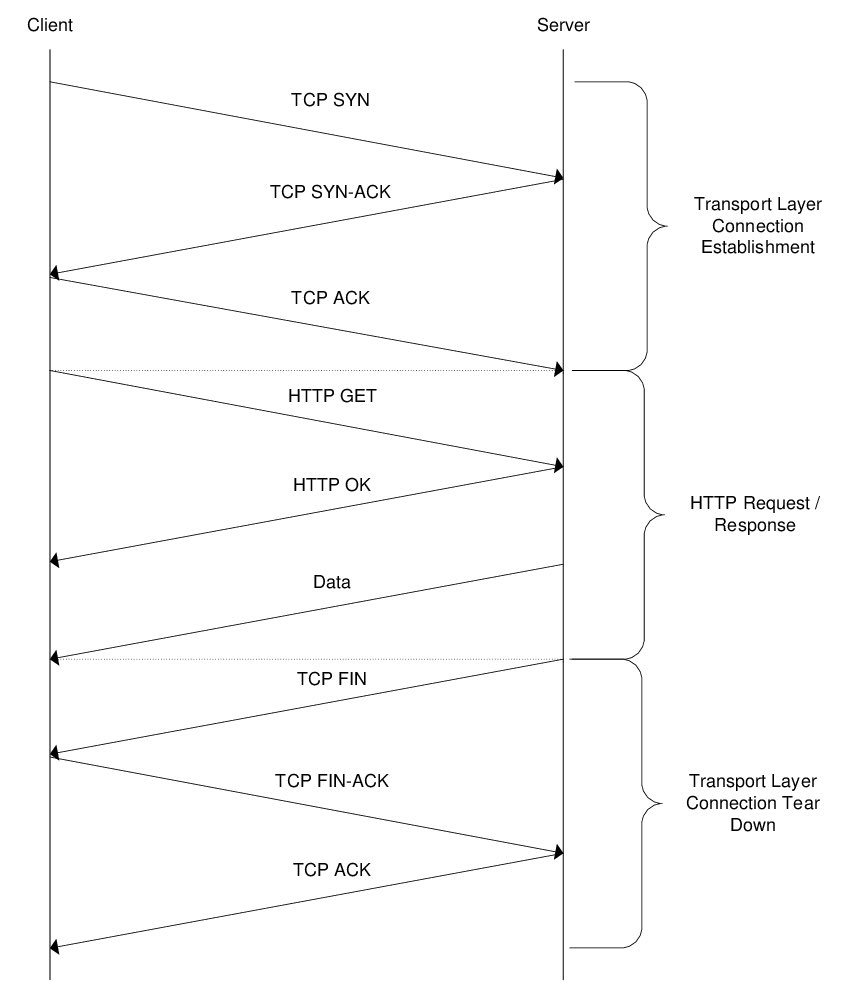 Client
Server
TCP SYN
TCP SYN-ACK
Transport Layer
Connection
Establishment
TCP ACK
HTTP GET
HTTP OK
HTTP Request /
Response
Data
TCP FIN
TCP FIN-ACK
Transport Layer
Connection Tear
Down
TCP ACK